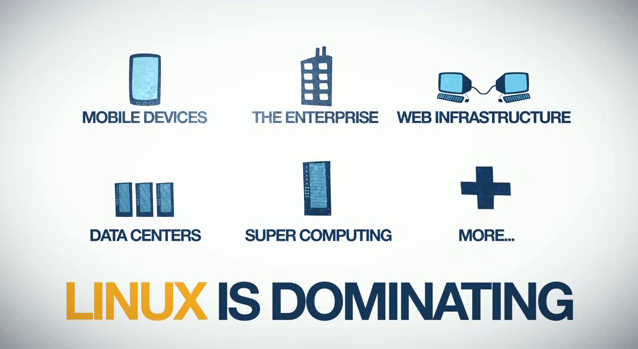 MOBILE DEVICES
THE ENTERPRISE
WEB INFRASTRUCTURE
DATA CENTERS
SUPER COMPUTING
MORE...
LINUX IS DOMINATING